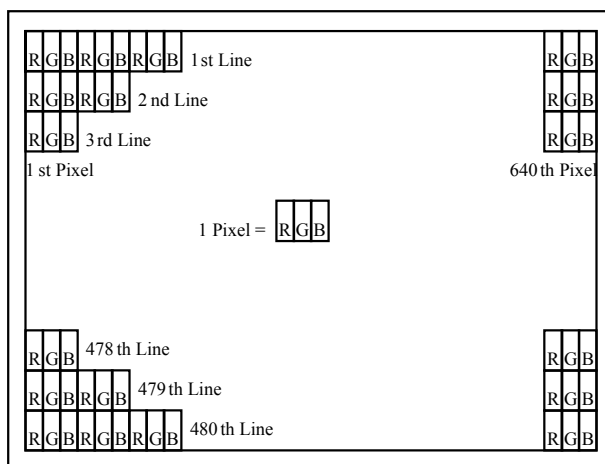 RGBRGBRGB 1st Line RGB
RGBRGB 2nd Line RGB
RGB 3rd Line RGB
1st Pixel 640th Pixel
1 Pixel = RGB
RGB 478th Line RGB
RGBRGB 479th Line RGB
RGBRGBRGB 480th Line RGB